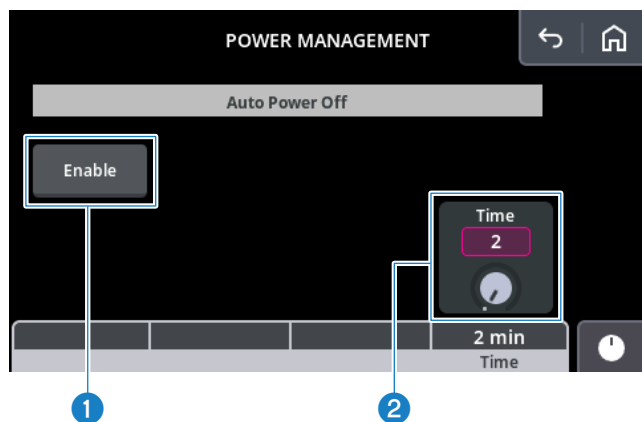 POWER MANAGEMENT
Auto Power Off
Enable
Time
2
2 min
Time
1
2